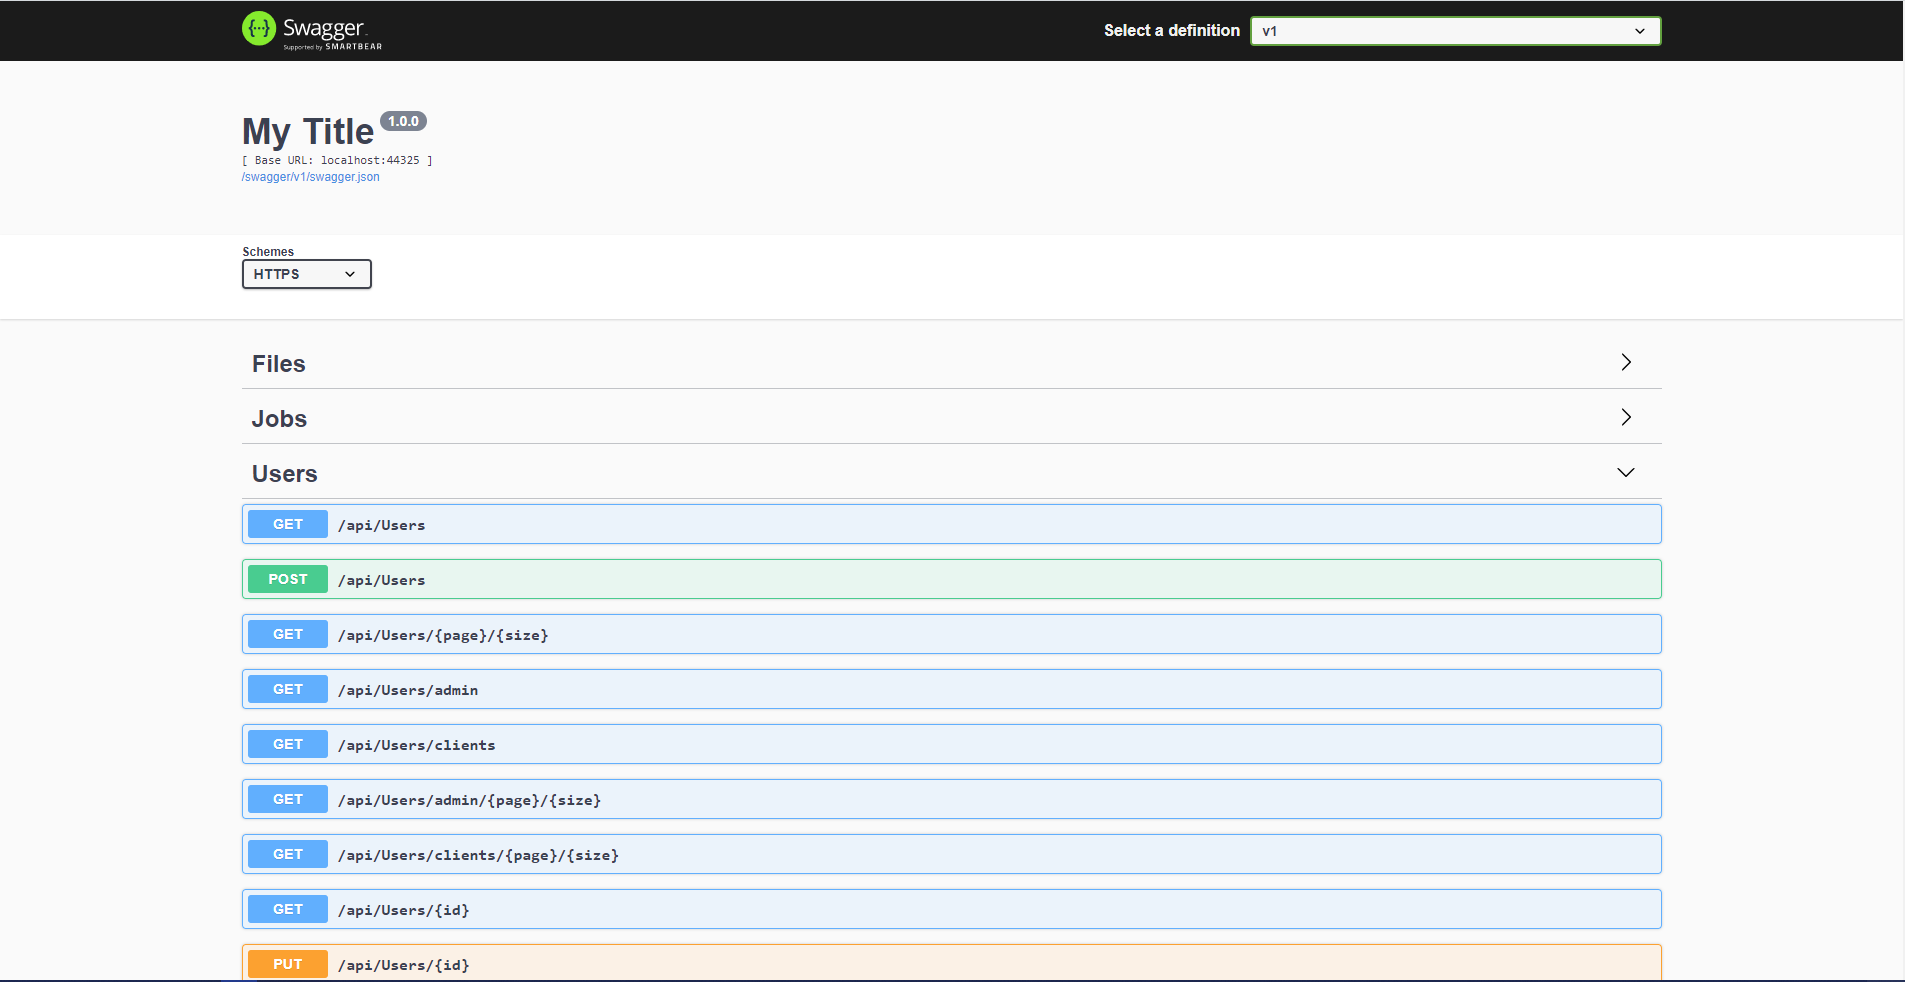 Swagger
Supported by SMARTBEAR
Select a definition
v1
My Title 1.0.0
[ Base URL: localhost:44325 ]
/swagger/v1/swagger.json
Schemes
HTTPS
Files
Jobs
Users
GET /api/Users
POST /api/Users
GET /api/Users/{page}/{size}
GET /api/Users/admin
GET /api/Users/clients
GET /api/Users/admin/{page}/{size}
GET /api/Users/clients/{page}/{size}
GET /api/Users/{id}
PUT /api/Users/{id}